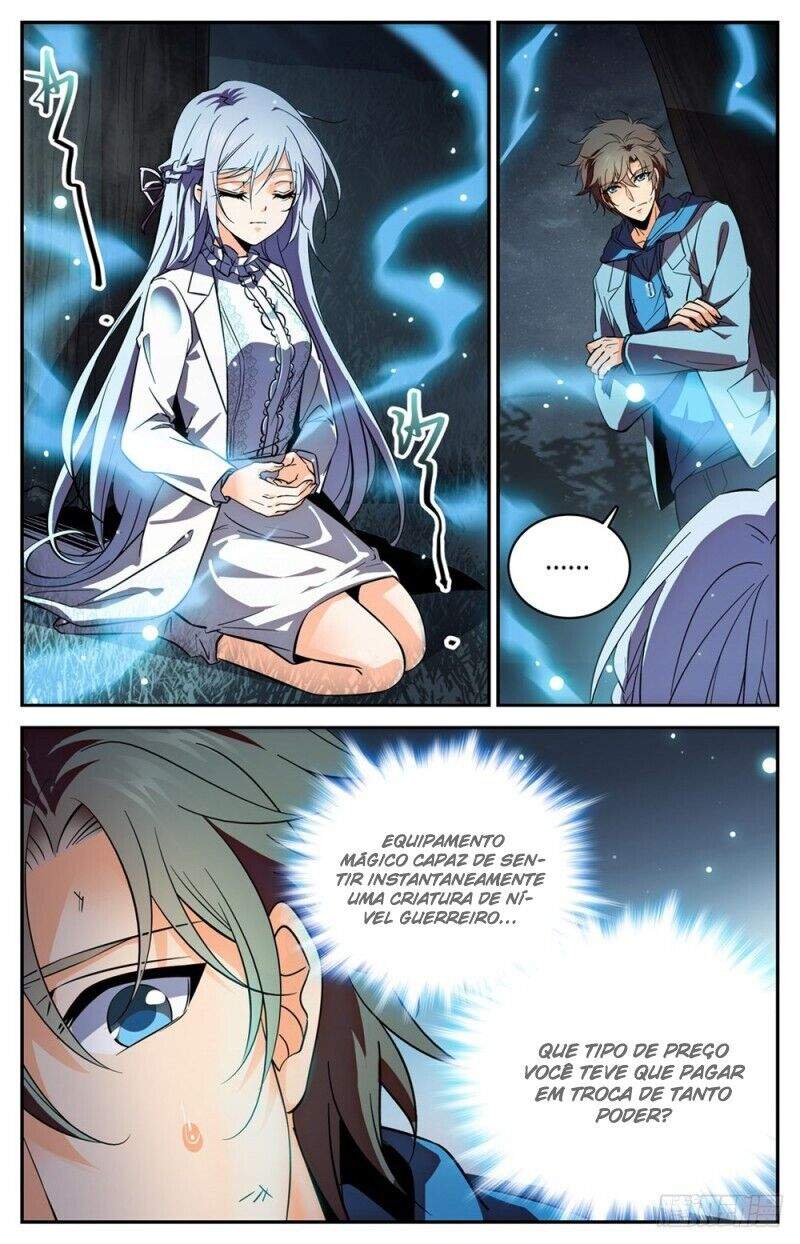 ......
EQUIPAMENTO
MÁGICO CAPAZ DE SEN-
TIR INSTANTANEAMENTE
UMA CRIATURA DE NÍ-
VEL GUERREIRO...
QUE TIPO DE PREÇO
VOCÊ TEVE QUE PAGAR
EM TROCA DE TANTO
PODER?